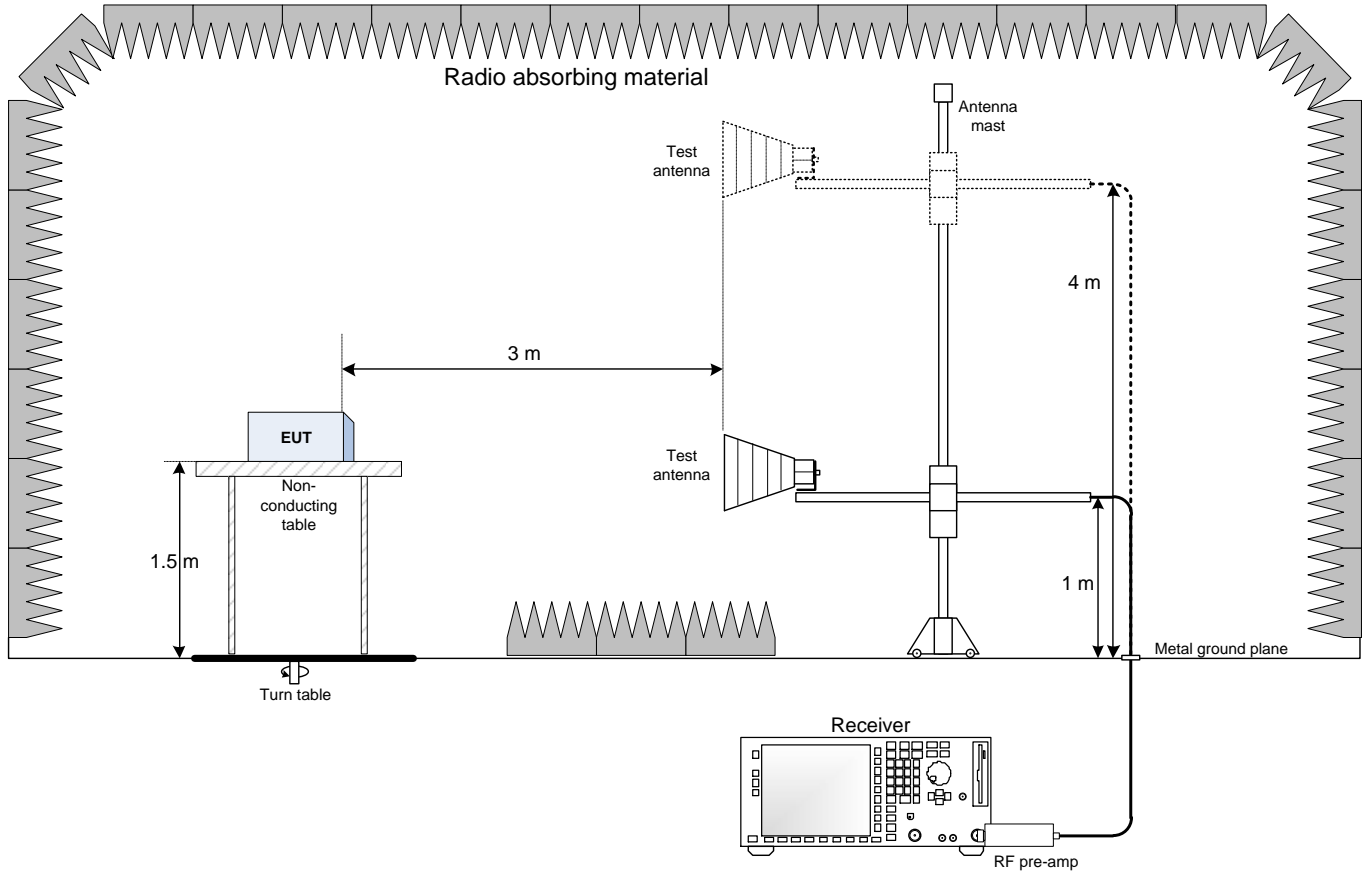 Radio absorbing material
Antenna
mast
Test
antenna
4 m
3 m
EUT
Test
antenna
Non-
conducting
table
1.5 m
1 m
Metal ground plane
Turn table
Receiver
RF pre-amp